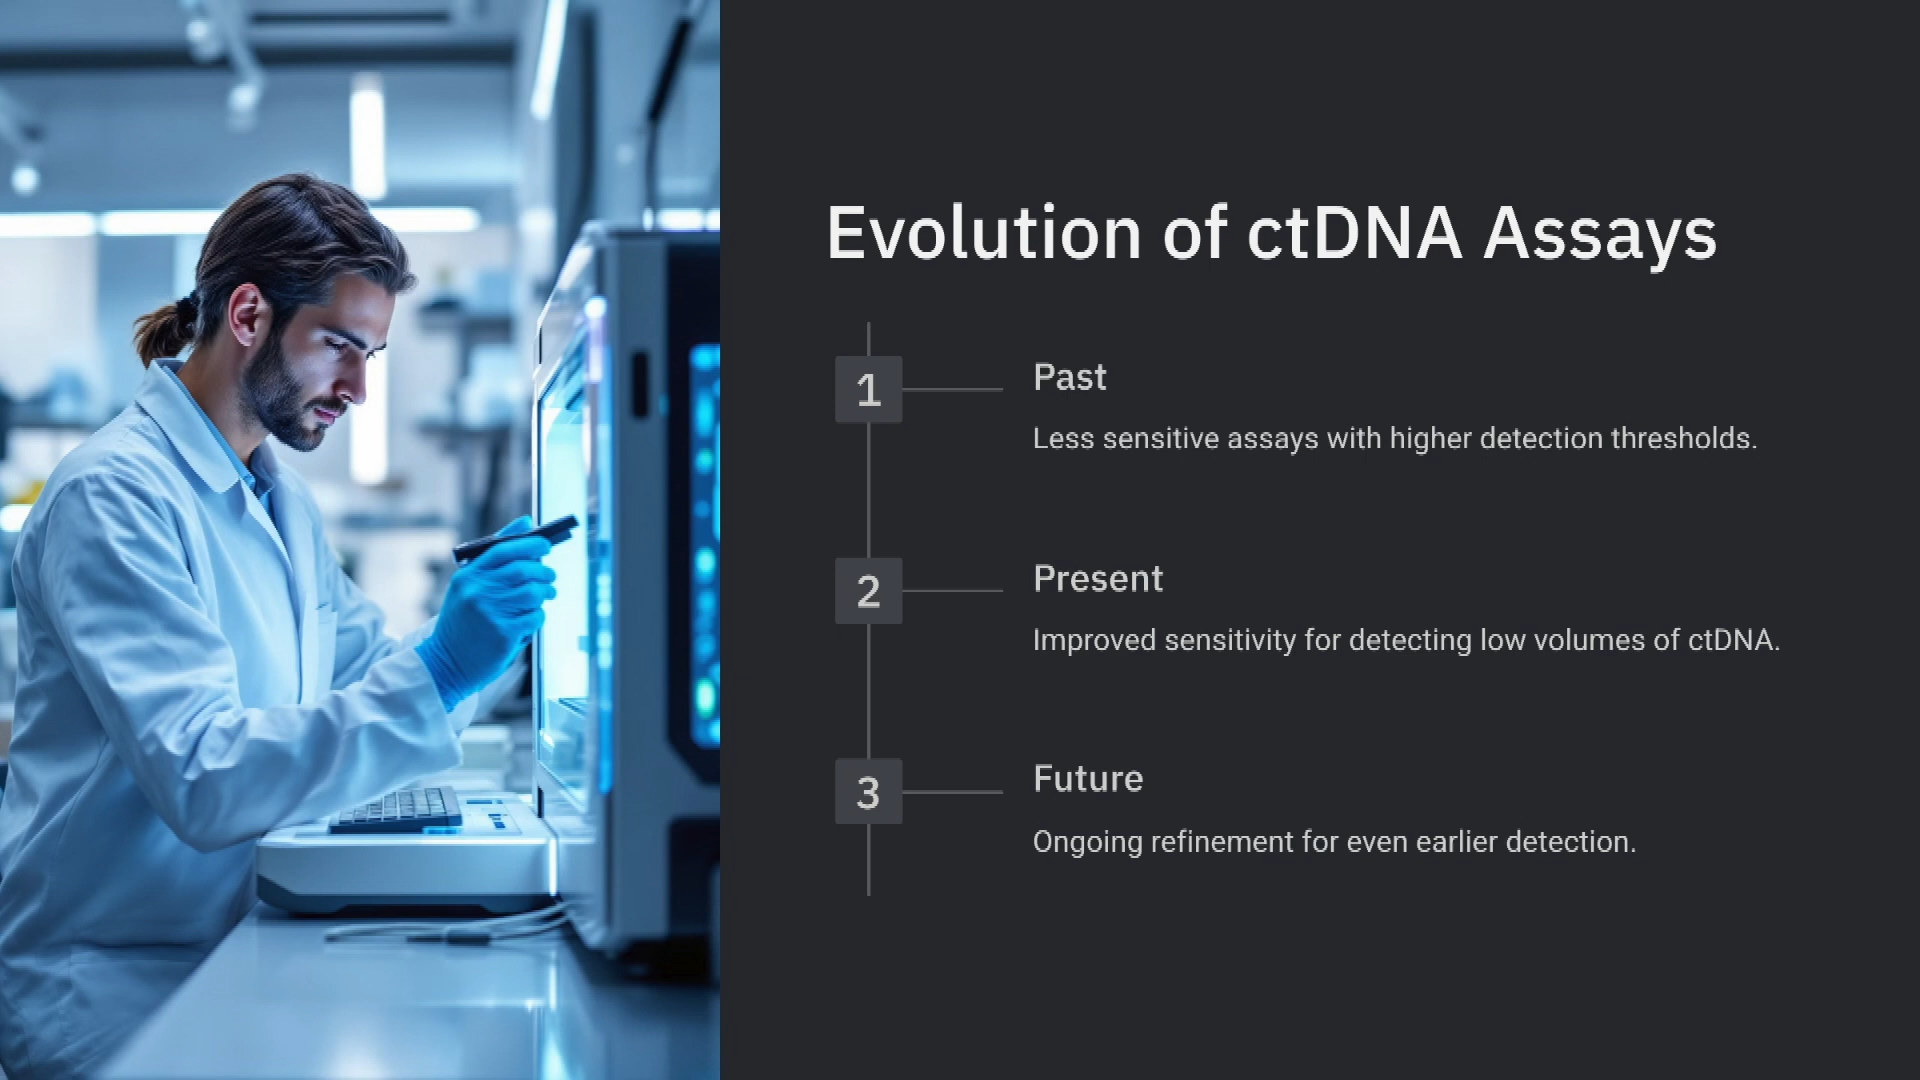 Evolution of ctDNA Assays
1
Past
Less sensitive assays with higher detection thresholds.
2
Present
Improved sensitivity for detecting low volumes of ctDNA.
3
Future
Ongoing refinement for even earlier detection.